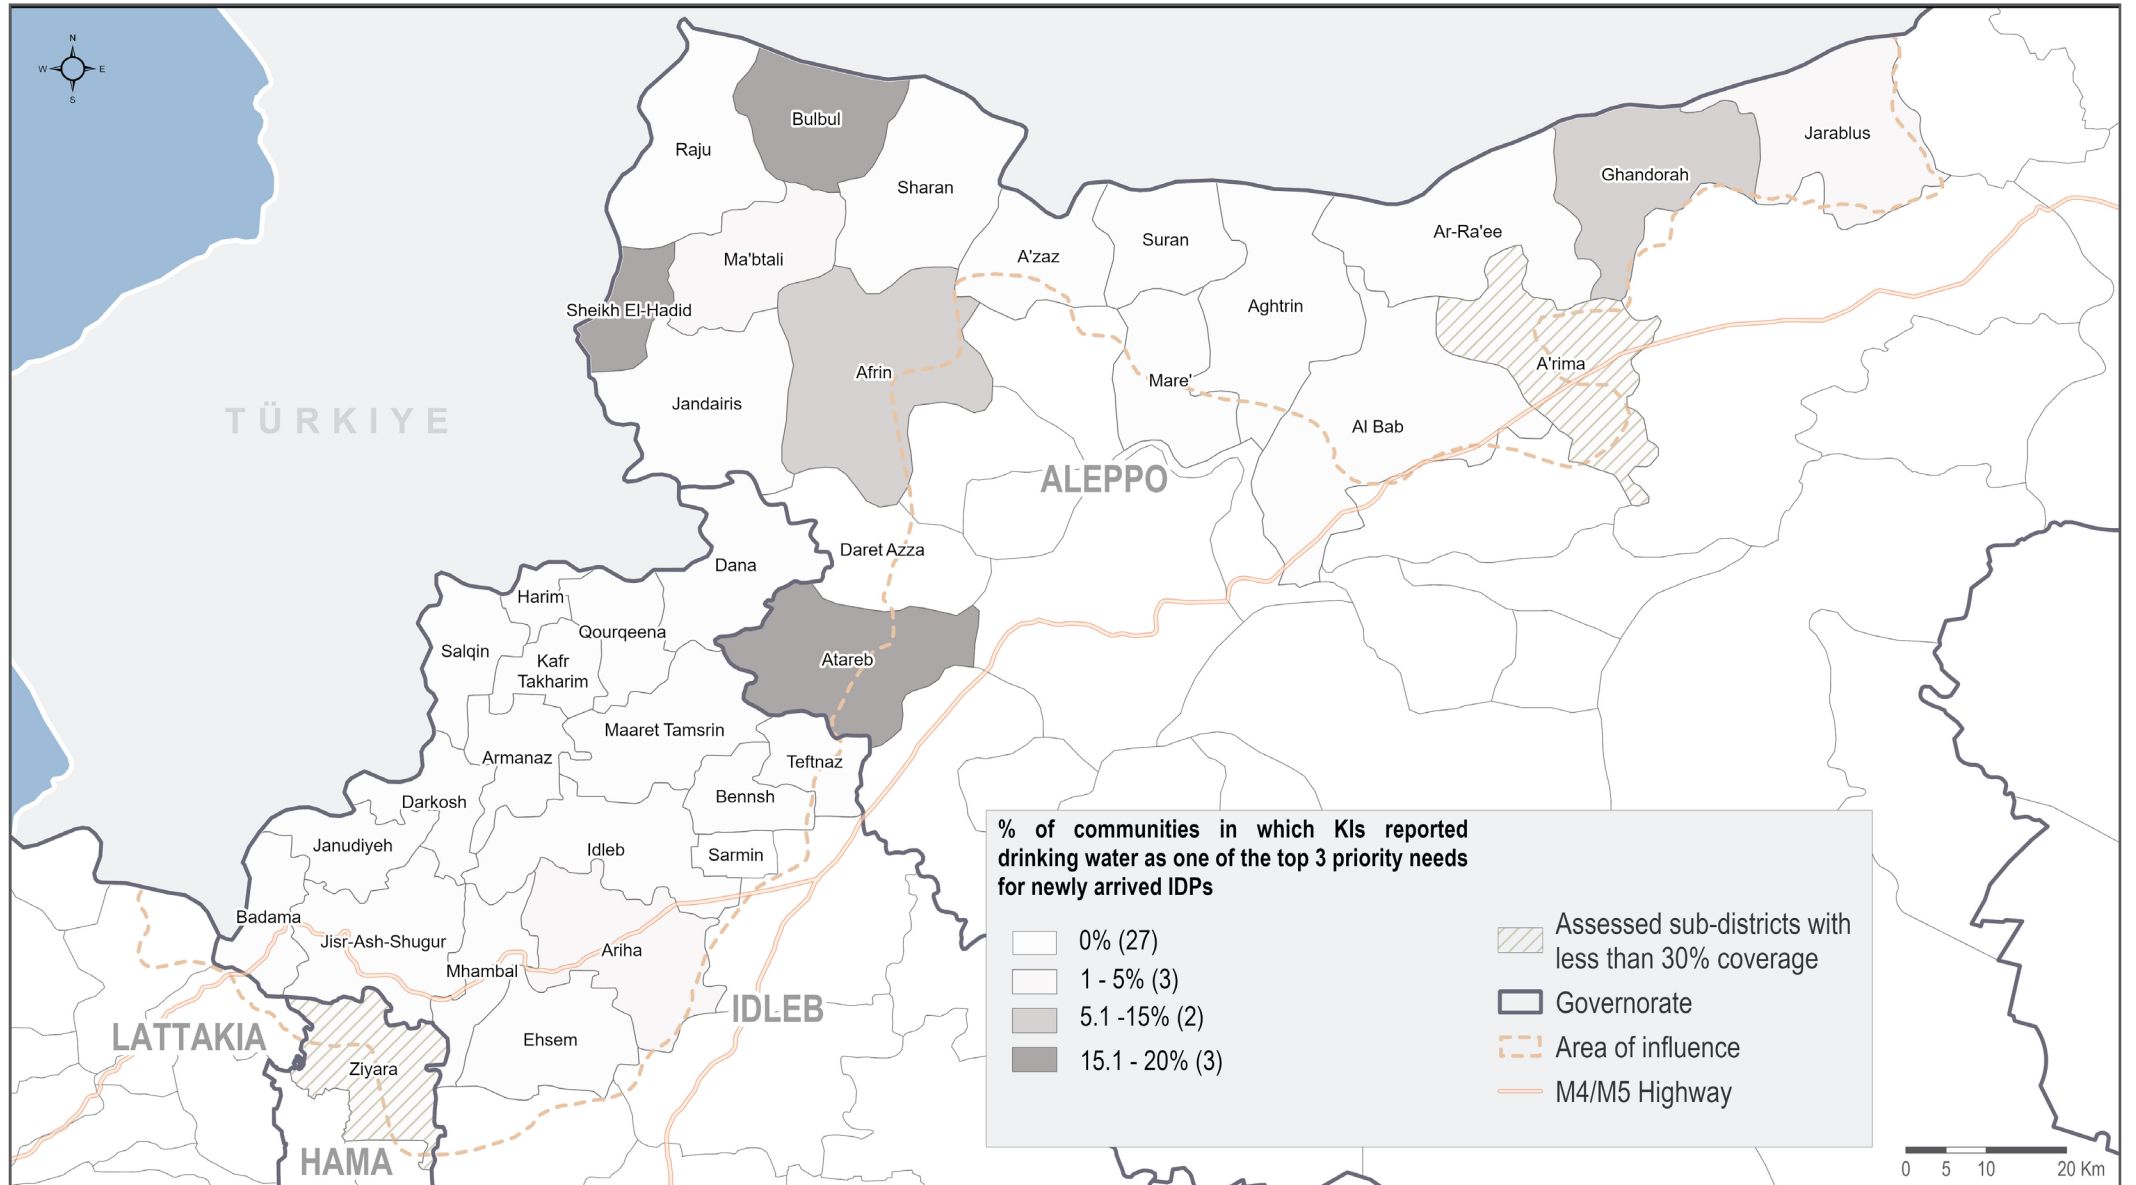 N
W
E
S
Bulbul
Raju
Jarablus
Ghandorah
Sharan
Ar-Ra'ee
Suran
A'zaz
Ma'btali
Aghtrin
Sheikh El-Hadid
A'rima
Afrin
Mare'
Jandairis
TÜRKIYE
Al Bab
ALEPPO
Daret Azza
Dana
Harim
Qourqeena
Salqin
Kafr
Takharim
Atareb
Maaret Tamsrin
Armanaz
Teftnaz
Bennsh
Darkosh
Janudiyeh
Idleb
Sarmin
Badama
Jisr-Ash-Shugur
Ariha
Mhambal
IDLEB
LATTAKIA
Ehsem
Ziyara
HAMA
% of communities in which KIs reported
drinking water as one of the top 3 priority needs
for newly arrived IDPs
0% (27)
1 - 5% (3)
5.1 -15% (2)
15.1 - 20% (3)
Assessed sub-districts with
less than 30% coverage
Governorate
Area of influence
M4/M5 Highway
0 5 10 20 Km